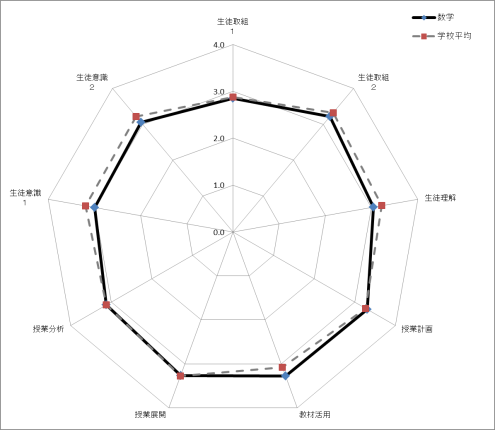 数学
学校平均
生徒取組
1
生徒取組
2
生徒理解
授業計画
教材活用
授業展開
授業分析
生徒意識
1
生徒意識
2
4.0
3.0
2.0
1.0
0.0